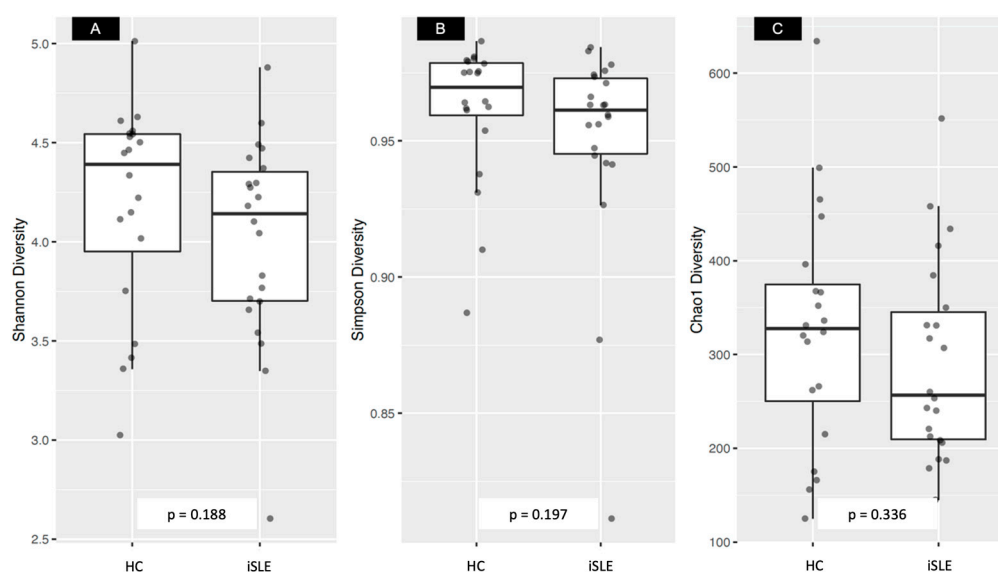 A
Shannon Diversity
5.0
4.5
4.0
3.5
3.0
2.5
p = 0.188
HC
iSLE
B
Simpson Diversity
0.95
0.90
0.85
p = 0.197
HC
iSLE
C
Chao1 Diversity
600
500
400
300
200
100
p = 0.336
HC
iSLE